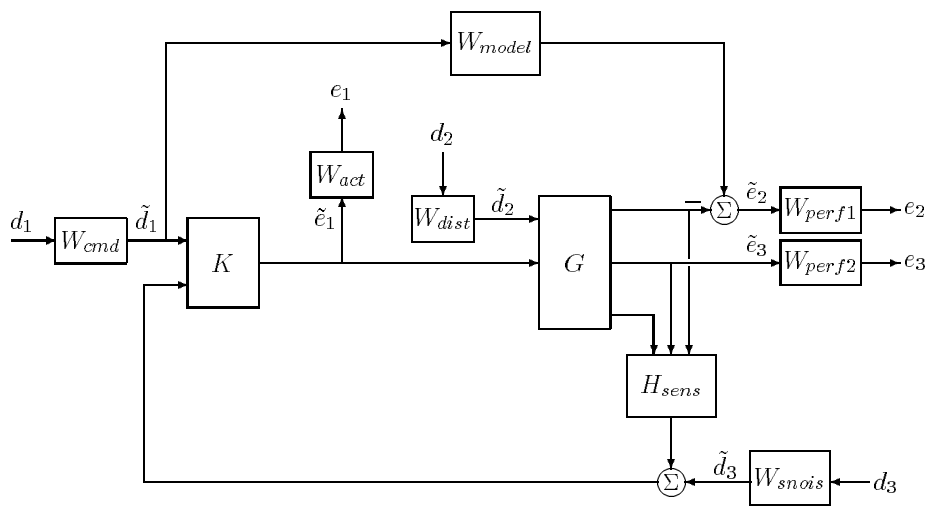 W_model
e_1
d_2
W_act
d̃_1
ẽ_1
d̃_2
ẽ_2
d_1
W_cmd
W_dist
−
Σ
W_perf1
e_2
K
G
ẽ_3
W_perf2
e_3
H_sens
d̃_3
Σ
W_snois
d_3